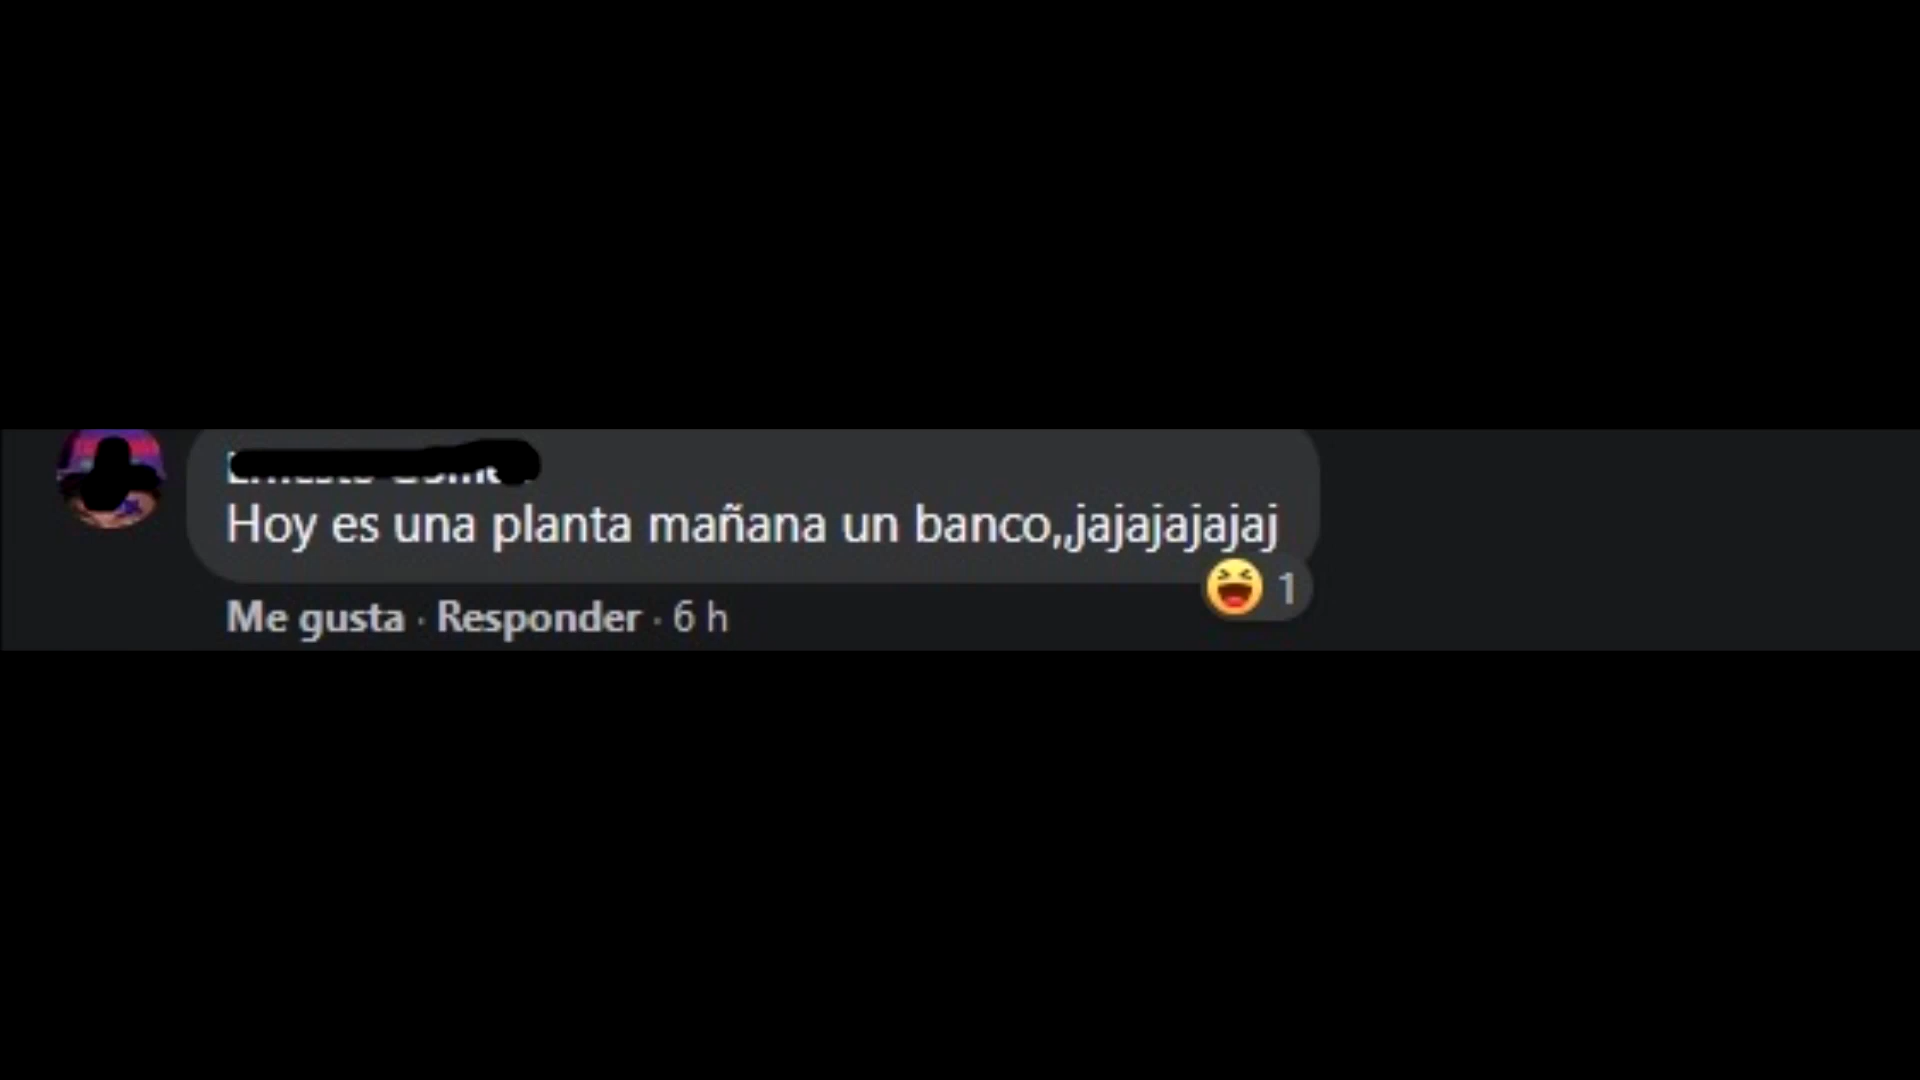 Hoy es una planta mañana un banco,,jajajajajaj
1
Me gusta · Responder · 6 h